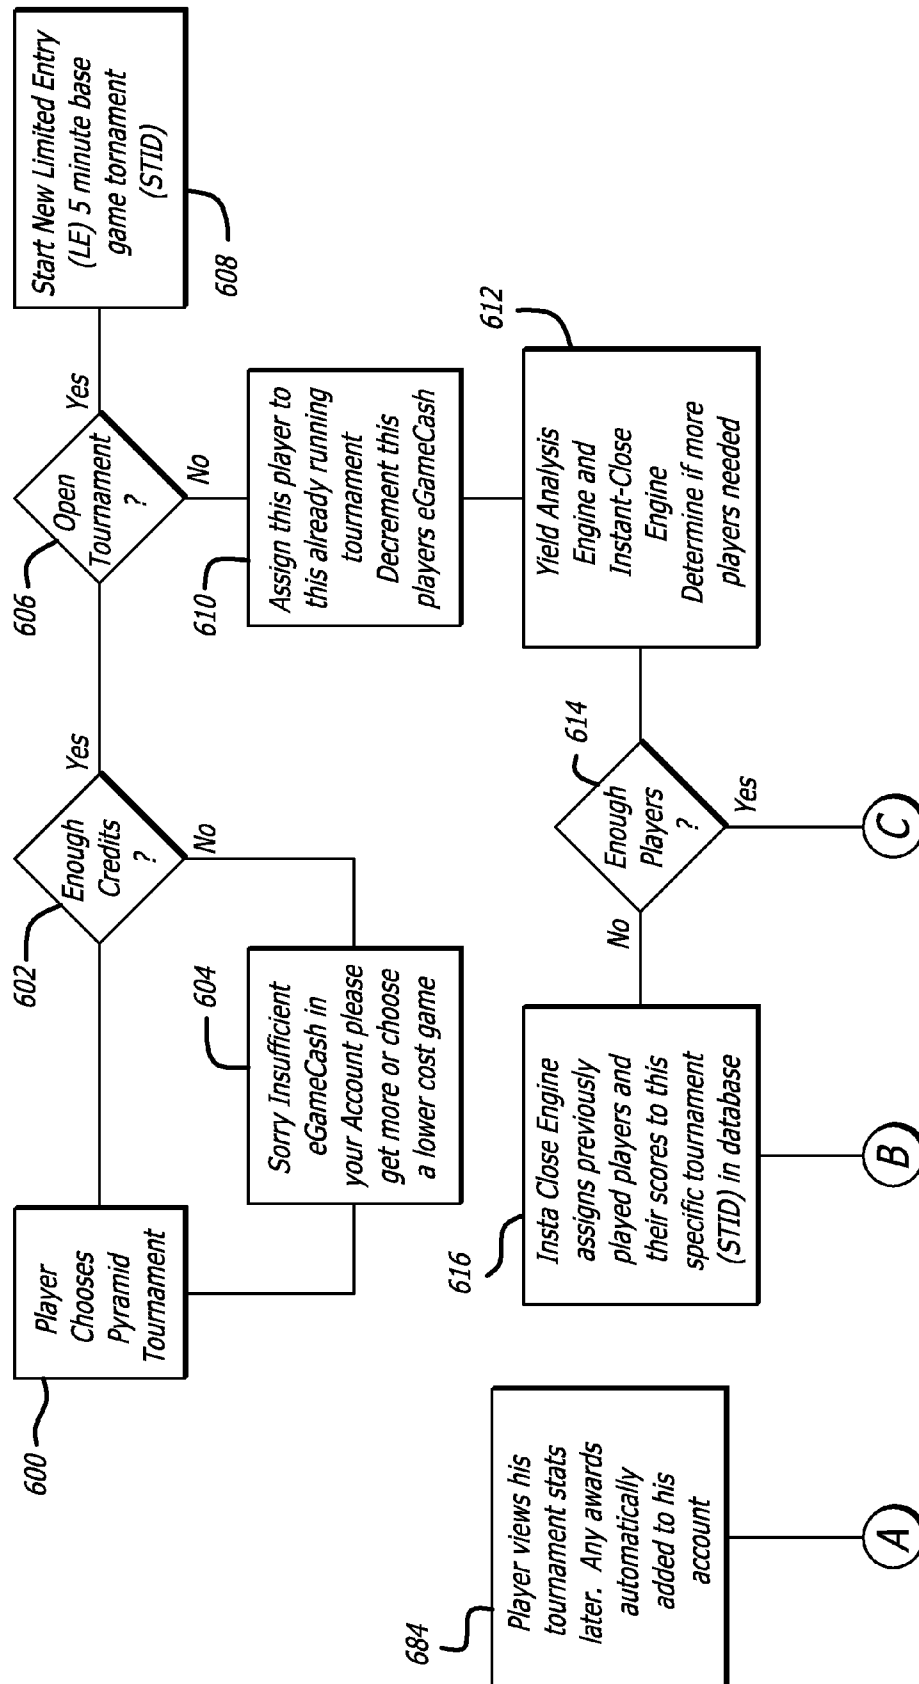 600
Player
Chooses
Pyramid
Tournament
602
Enough
Credits
?
Yes
No
604
Sorry Insufficient
eGameCash in
your Account please
get more or choose
a lower cost game
606
Open
Tournament
?
Yes
No
Start New Limited Entry
(LE) 5 minute base
game tornament
(STID)
608
610
Assign this player to
this already running
tournament
Decrement this
players eGameCash
612
Yield Analysis
Engine and
Instant-Close
Engine
Determine if more
players needed
614
Enough
Players
?
No
Yes
C
616
Insta Close Engine
assigns previously
played players and
their scores to this
specific tournament
(STID) in database
B
684
Player views his
tournament stats
later. Any awards
automatically
added to his
account
A